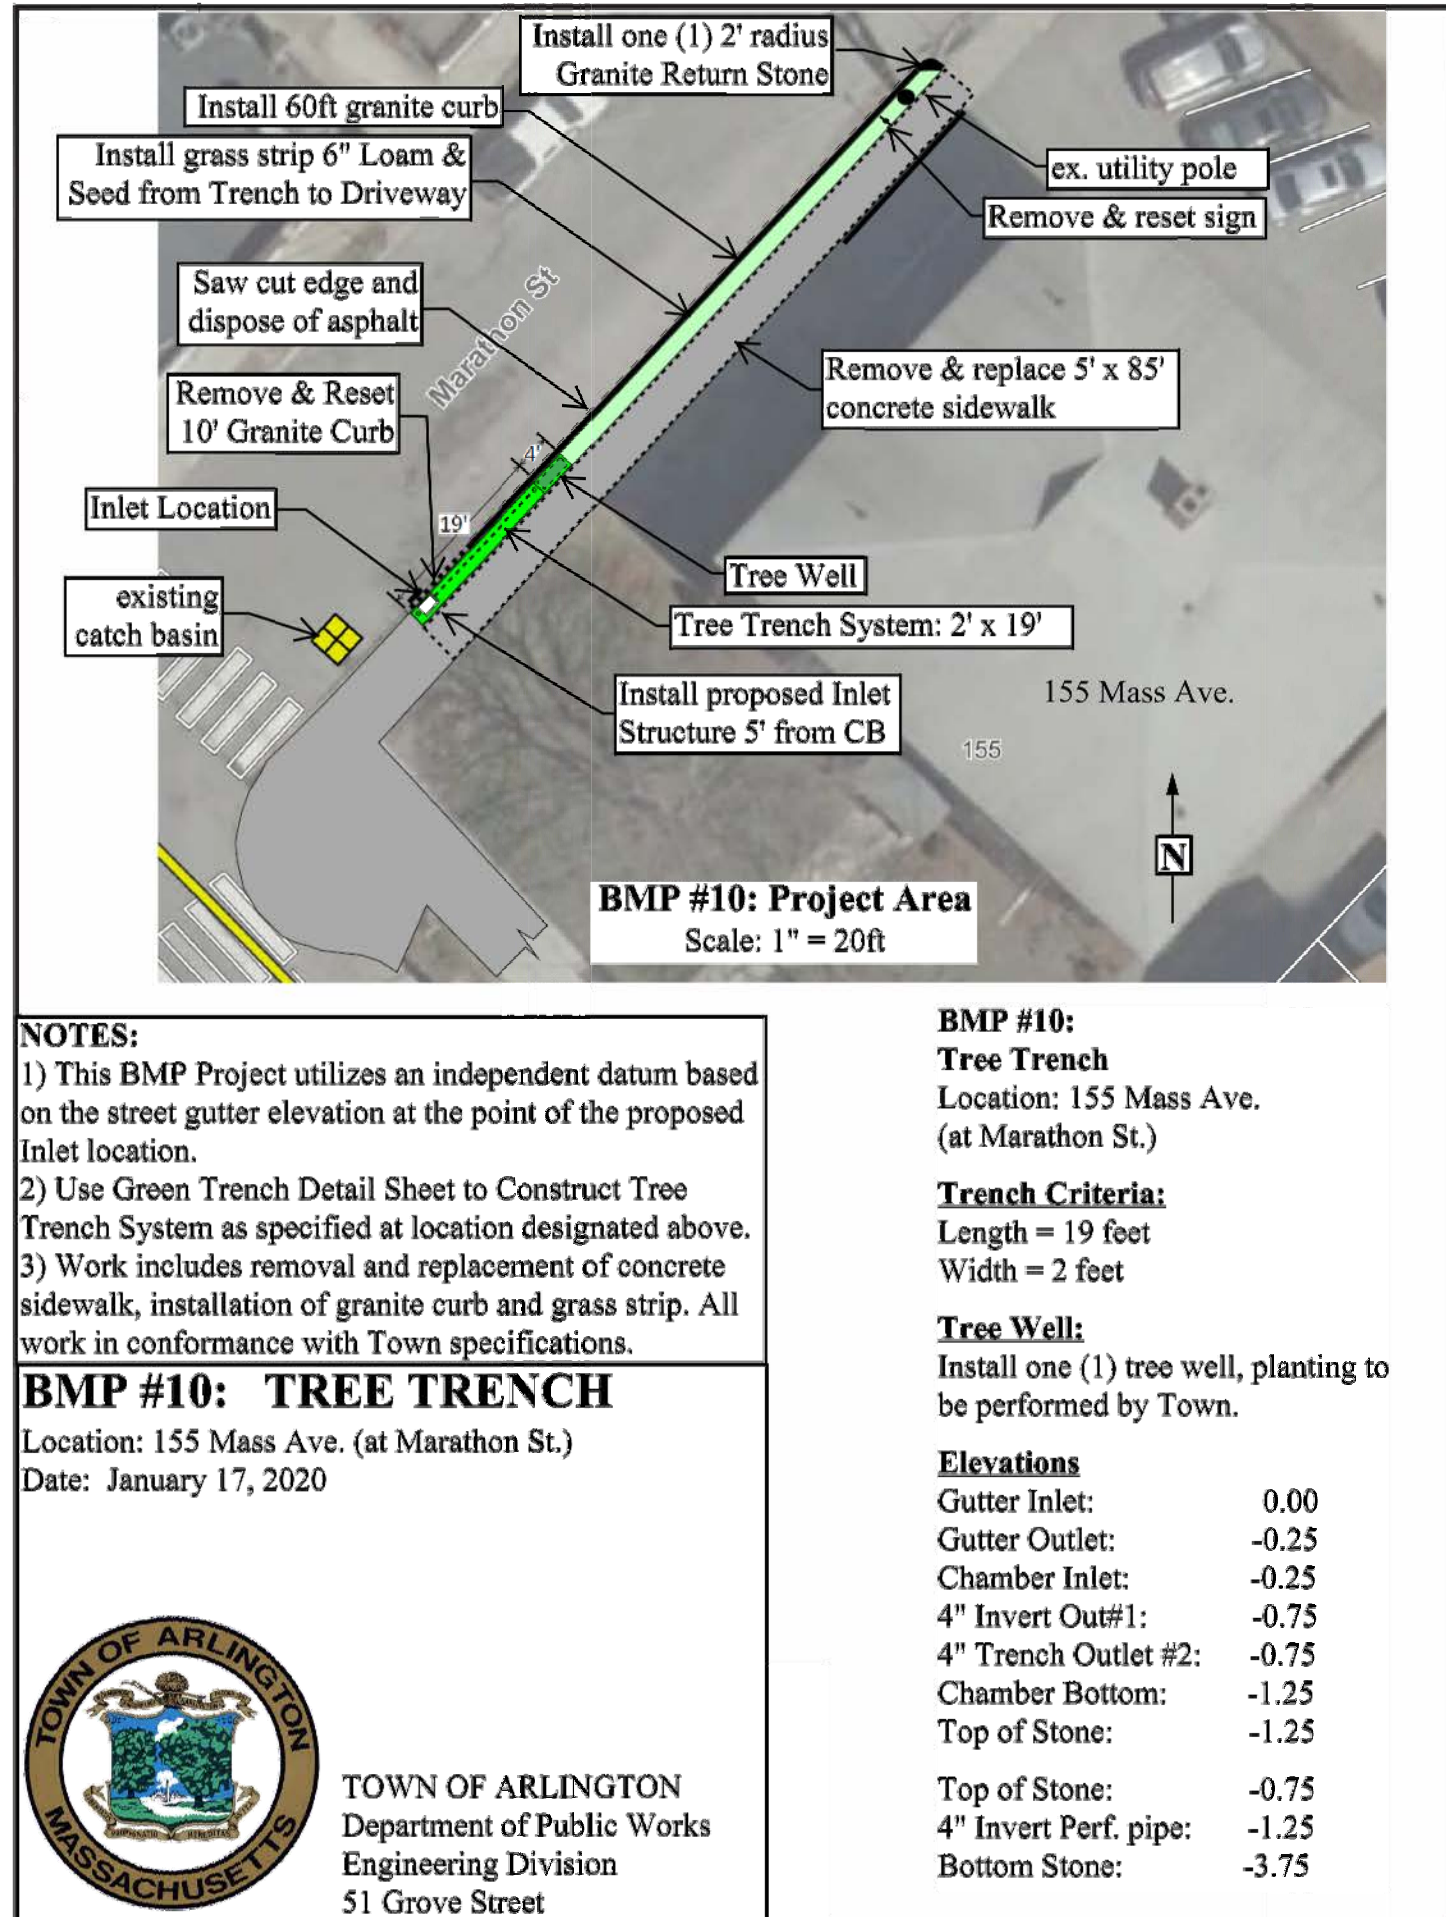 Install one (1) 2' radius
Granite Return Stone
Install 60ft granite curb
Install grass strip 6" Loam &
Seed from Trench to Driveway
ex. utility pole
Remove & reset sign
Saw cut edge and
dispose of asphalt
Marathon St
Remove & Reset
10' Granite Curb
Remove & replace 5' x 85'
concrete sidewalk
4'
19'
Inlet Location
Tree Well
existing
catch basin
Tree Trench System: 2' x 19'
Install proposed Inlet
Structure 5' from CB
155 Mass Ave.
155
N
BMP #10: Project Area
Scale: 1" = 20ft
NOTES:
1) This BMP Project utilizes an independent datum based
on the street gutter elevation at the point of the proposed
Inlet location.
2) Use Green Trench Detail Sheet to Construct Tree
Trench System as specified at location designated above.
3) Work includes removal and replacement of concrete
sidewalk, installation of granite curb and grass strip. All
work in conformance with Town specifications.
BMP #10: TREE TRENCH
Location: 155 Mass Ave. (at Marathon St.)
Date: January 17, 2020
TOWN OF ARLINGTON
MASSACHUSETTS
TOWN OF ARLINGTON
Department of Public Works
Engineering Division
51 Grove Street
BMP #10:
Tree Trench
Location: 155 Mass Ave.
(at Marathon St.)
Trench Criteria:
Length = 19 feet
Width = 2 feet
Tree Well:
Install one (1) tree well, planting to
be performed by Town.
Elevations
Gutter Inlet: 0.00
Gutter Outlet: -0.25
Chamber Inlet: -0.25
4" Invert Out#1: -0.75
4" Trench Outlet #2: -0.75
Chamber Bottom: -1.25
Top of Stone: -1.25
Top of Stone: -0.75
4" Invert Perf. pipe: -1.25
Bottom Stone: -3.75